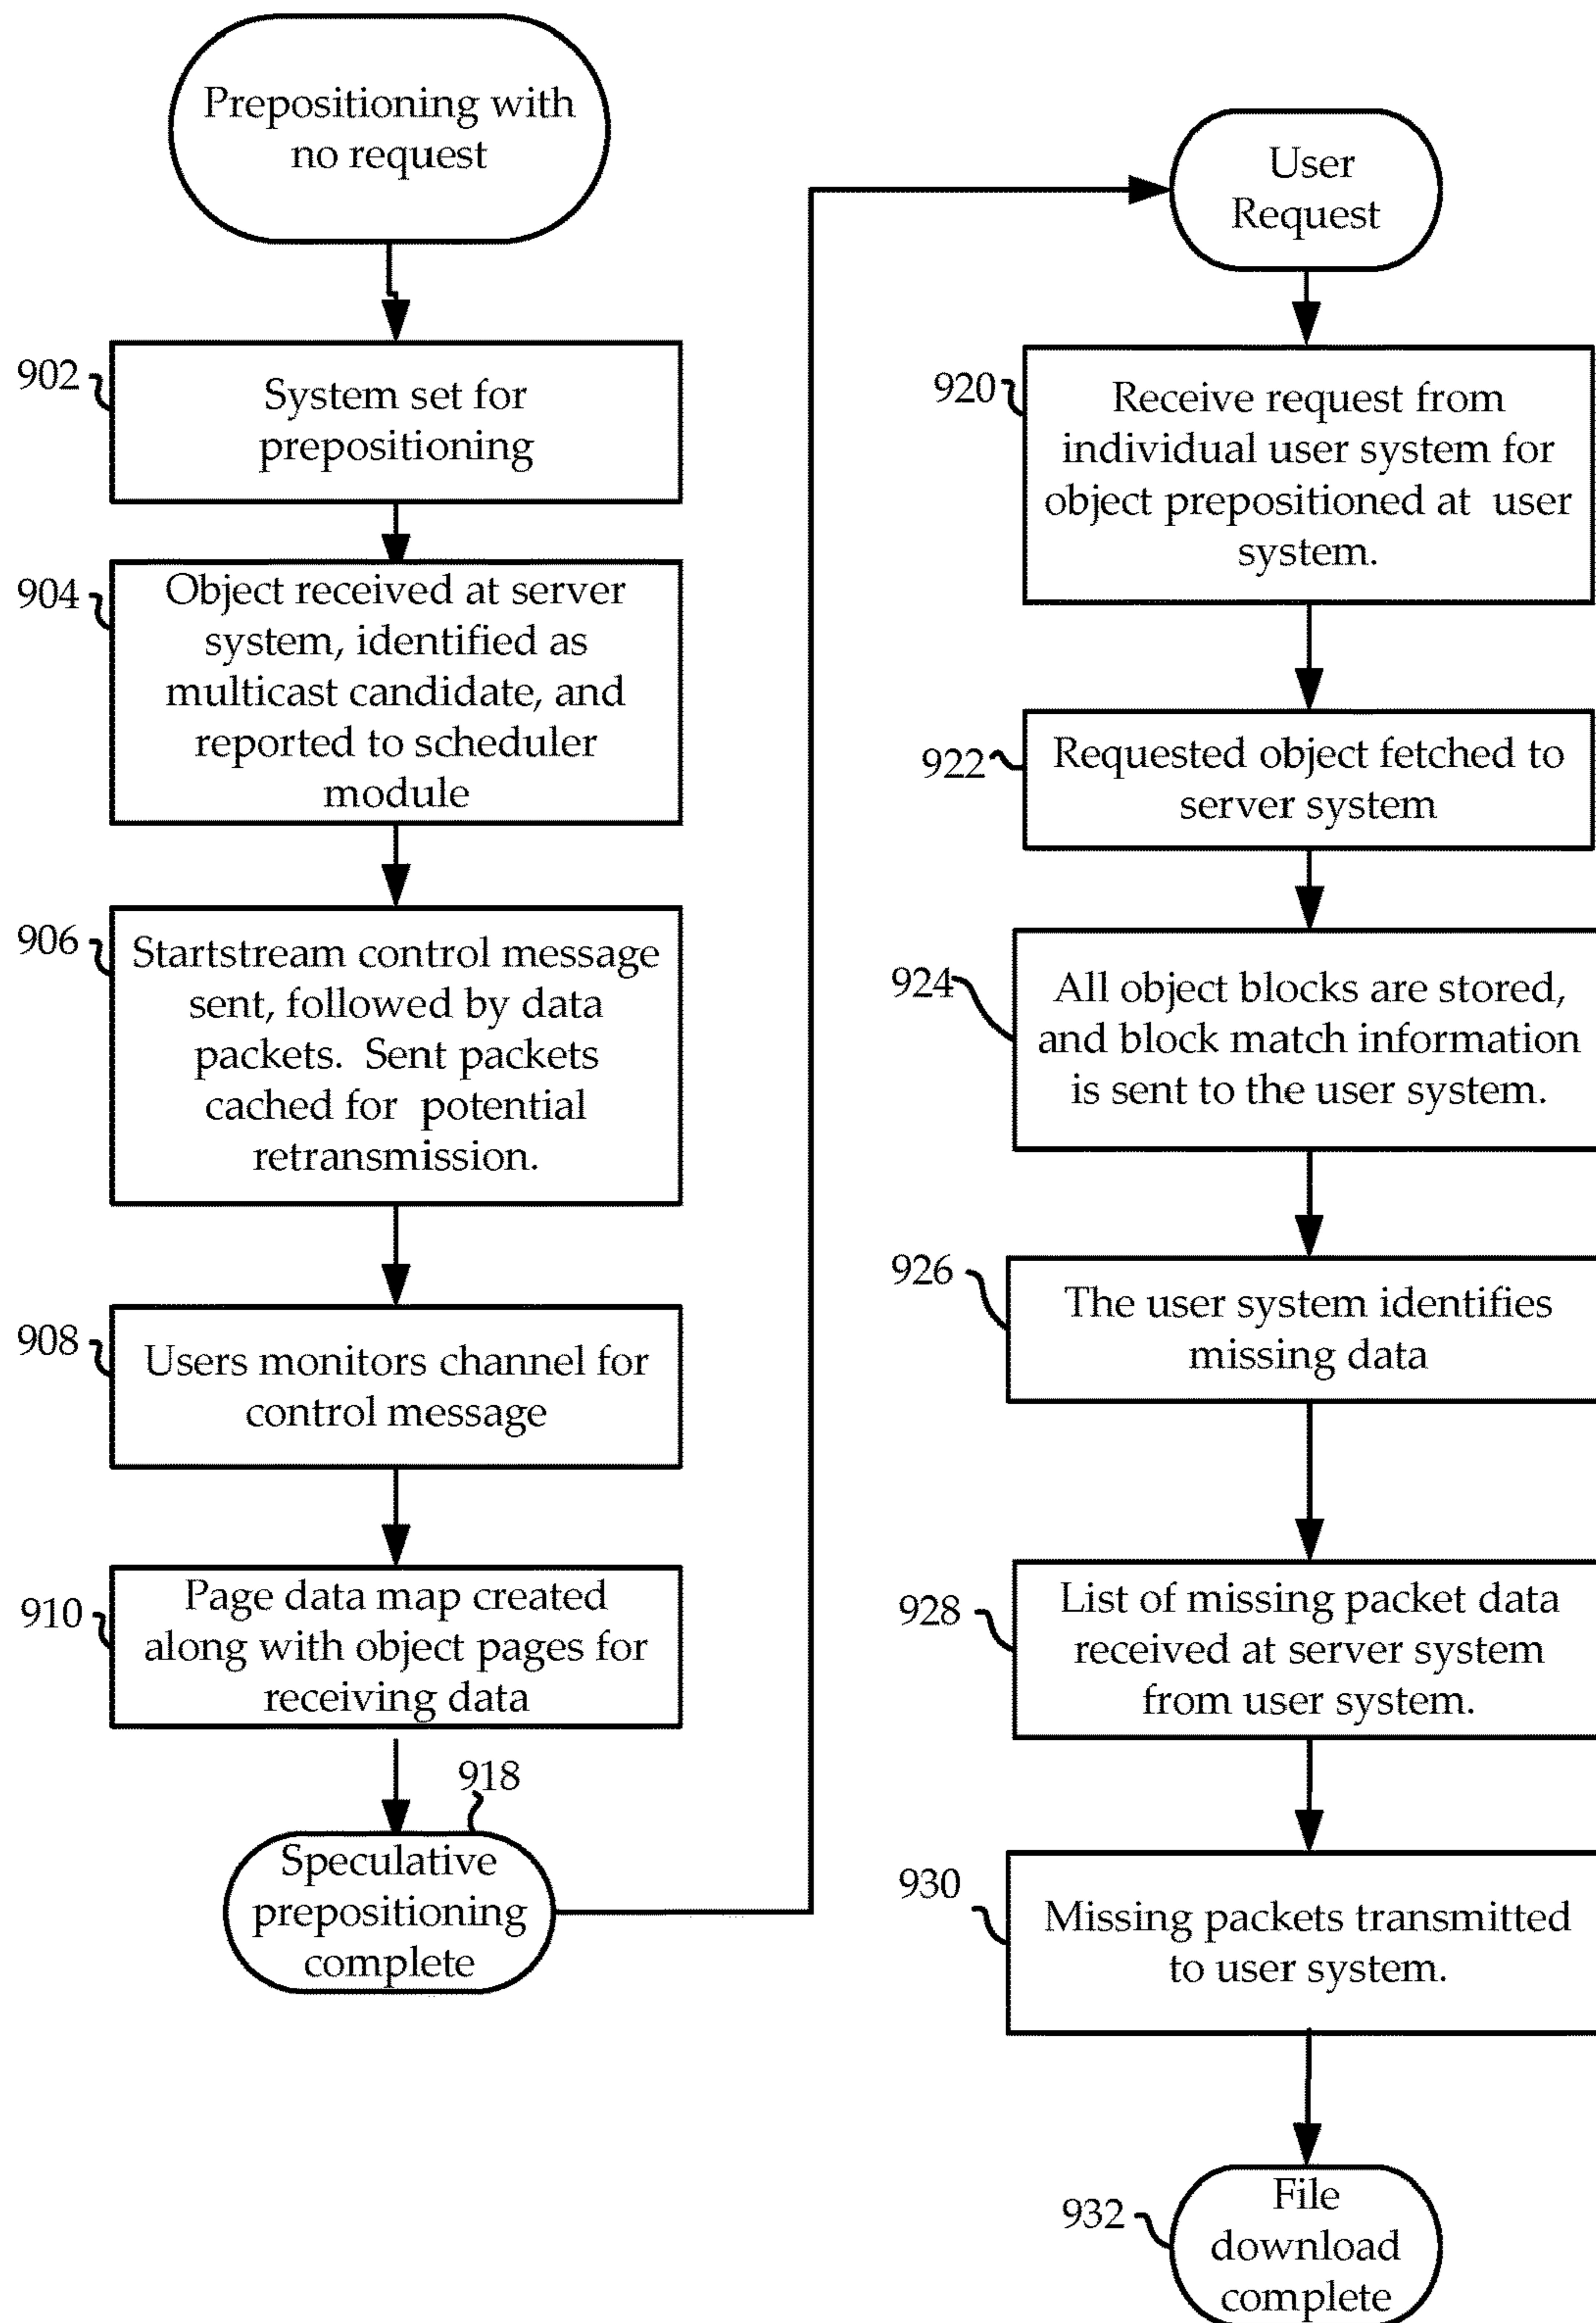 Prepositioning with
no request
902
System set for
prepositioning
904
Object received at server
system, identified as
multicast candidate, and
reported to scheduler
module
906
Startstream control message
sent, followed by data
packets.  Sent packets
cached for  potential
retransmission.
908
Users monitors channel for
control message
910
Page data map created
along with object pages for
receiving data
918
Speculative
prepositioning
complete
User
Request
920
Receive request from
individual user system for
object prepositioned at  user
system.
922
Requested object fetched to
server system
924
All object blocks are stored,
and block match information
is sent to the user system.
926
The user system identifies
missing data
928
List of missing packet data
received at server system
from user system.
930
Missing packets transmitted
to user system.
932
File
download
complete